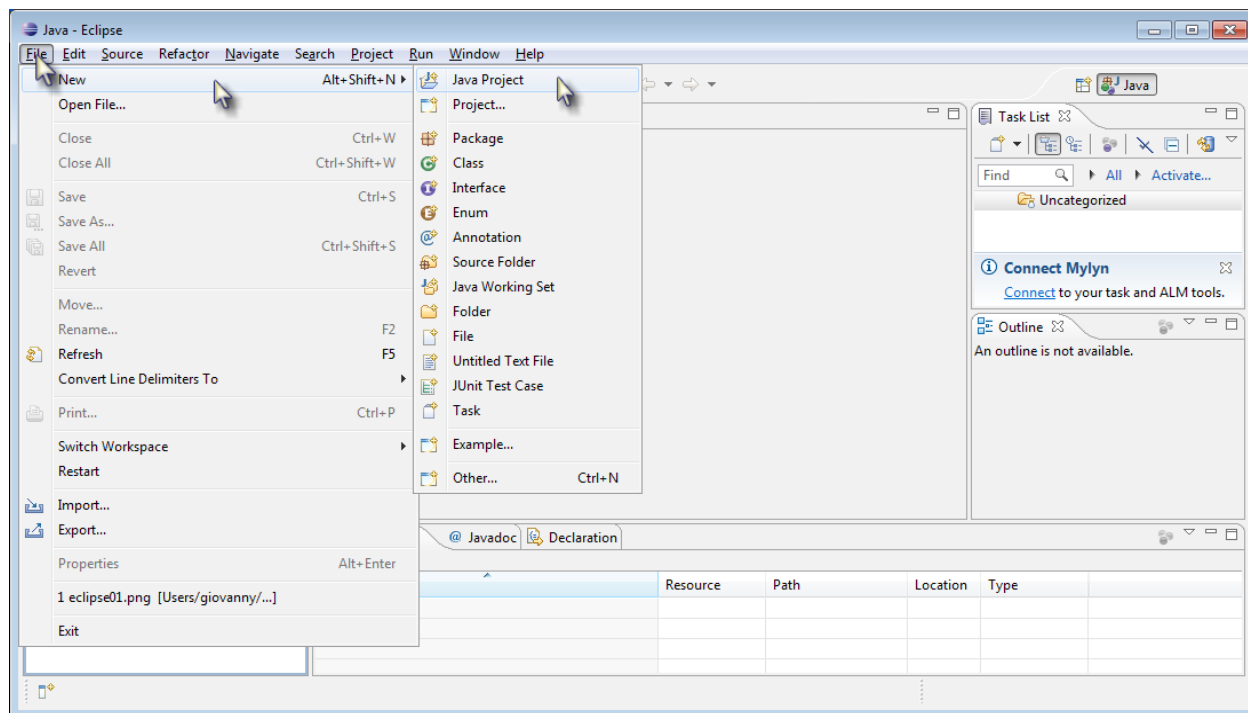 Java - Eclipse
File Edit Source Refactor Navigate Search Project Run Window Help
New Alt+Shift+N
Open File...
Close Ctrl+W
Close All Ctrl+Shift+W
Save Ctrl+S
Save As...
Save All Ctrl+Shift+S
Revert
Move...
Rename... F2
Refresh F5
Convert Line Delimiters To
Print... Ctrl+P
Switch Workspace
Restart
Import...
Export...
Properties Alt+Enter
1 eclipse01.png [Users/giovanny/...]
Exit
Java Project
Project...
Package
Class
Interface
Enum
Annotation
Source Folder
Java Working Set
Folder
File
Untitled Text File
JUnit Test Case
Task
Example...
Other... Ctrl+N
Java
Task List
Find All Activate...
Uncategorized
Connect Mylyn
Connect to your task and ALM tools.
Outline
An outline is not available.
@ Javadoc Declaration
Resource Path Location Type